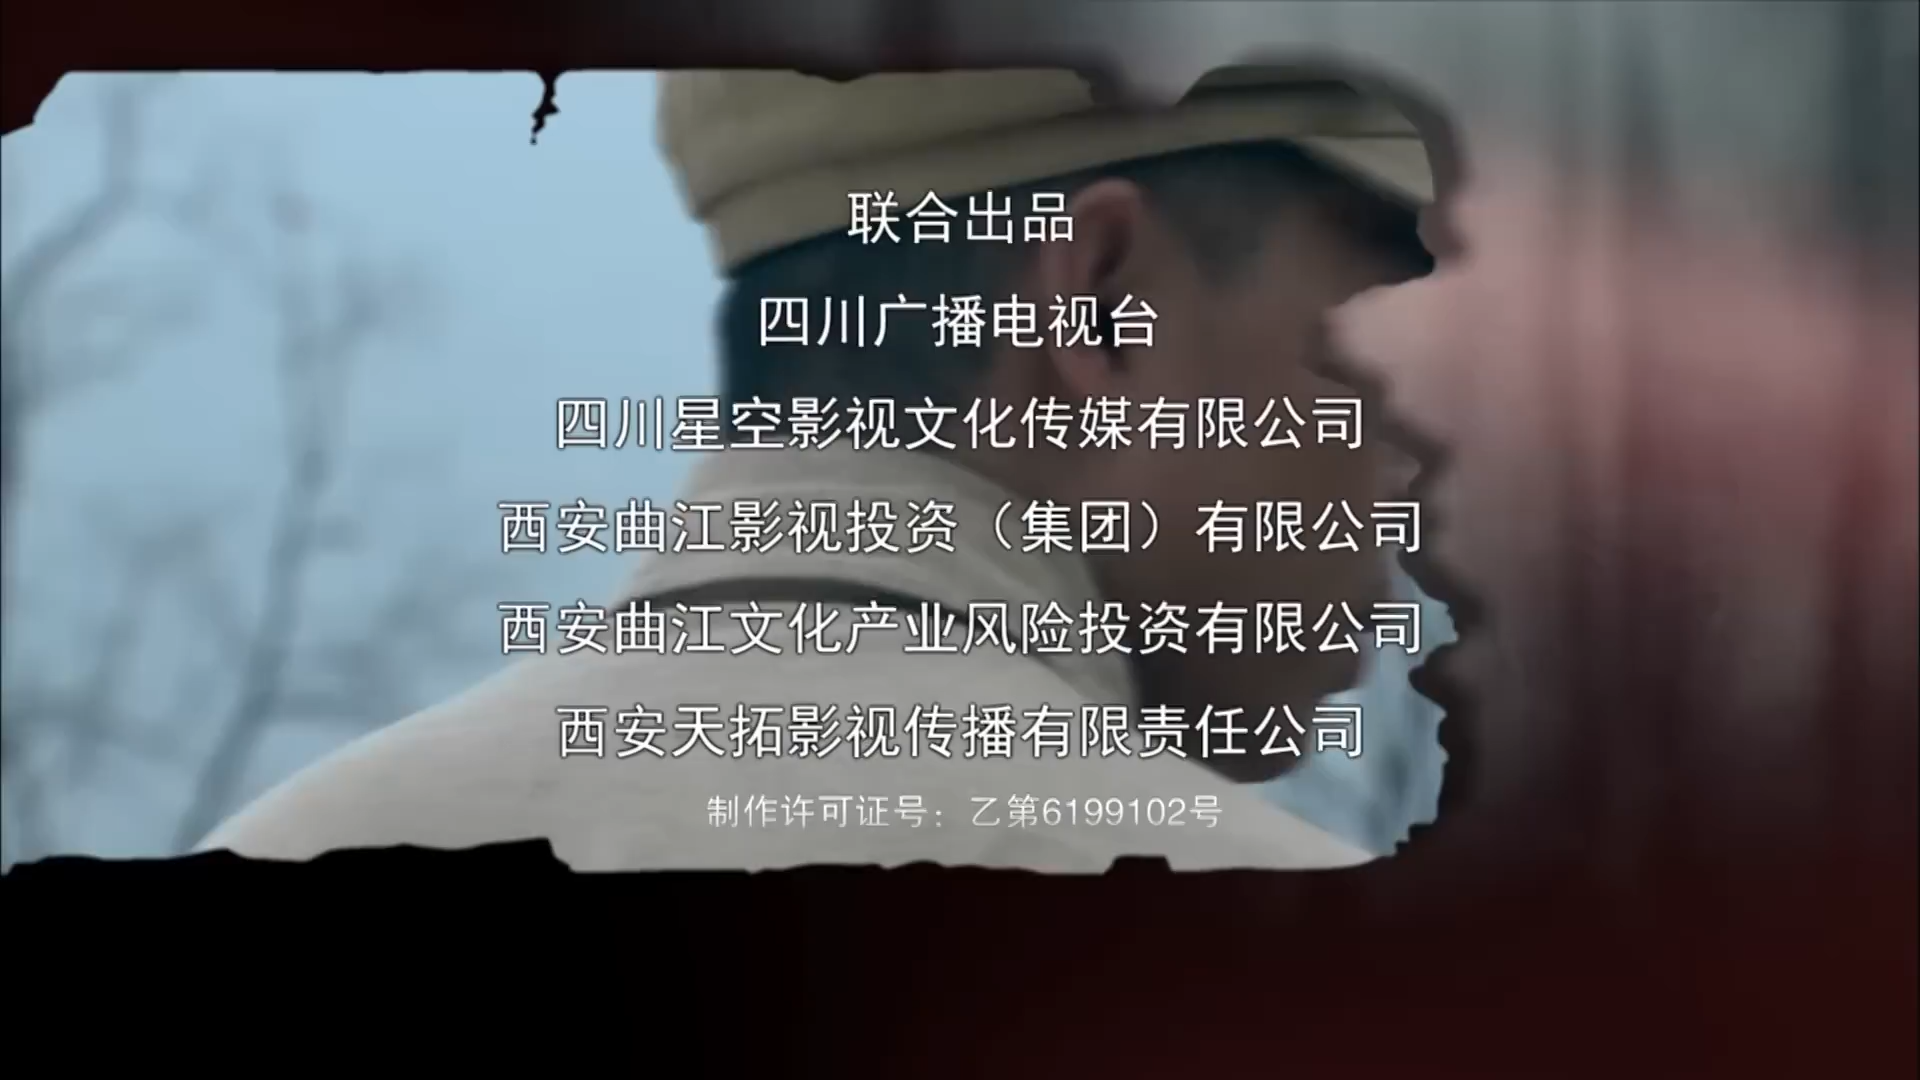 联合出品
四川广播电视台
四川星空影视文化传媒有限公司
西安曲江影视投资（集团）有限公司
西安曲江文化产业风险投资有限公司
西安天拓影视传播有限责任公司
制作许可证号：乙第6199102号